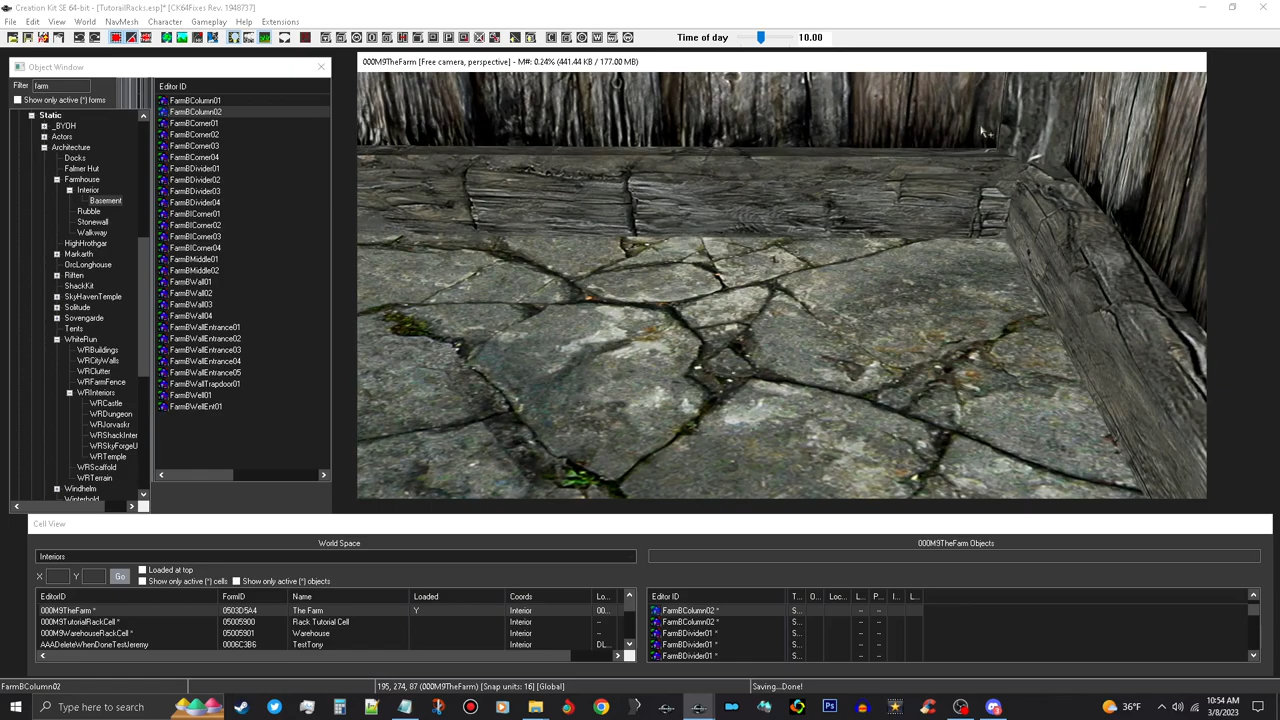 Creation Kit SE 64-bit - [TutorailRacks.esp]* [CK64Fixes Rev. 1948737]
File Edit View World NavMesh Character Gameplay Help Extensions
Time of day 10.00
Object Window
Filter farm
Show only active (*) forms
Static
_BYOH
Actors
Architecture
Docks
Falmer Hut
Farmhouse
Interior
Basement
Rubble
Stonewall
Walkway
HighHrothgar
Markarth
OrcLonghouse
Riften
ShackKit
SkyHavenTemple
Solitude
Sovengarde
Tents
WhiteRun
WRBuildings
WRCityWalls
WRClutter
WRFarmFence
WRInteriors
WRCastle
WRDungeon
WRJorvaskr
WRShackInter
WRSkyForgeU
WRTemple
WRScaffold
WRTerrain
Windhelm
Winterhold
Editor ID
FarmBColumn01
FarmBColumn02
FarmBCorner01
FarmBCorner02
FarmBCorner03
FarmBCorner04
FarmBDivider01
FarmBDivider02
FarmBDivider03
FarmBDivider04
FarmBICorner01
FarmBICorner02
FarmBICorner03
FarmBICorner04
FarmBMiddle01
FarmBMiddle02
FarmBWall01
FarmBWall02
FarmBWall03
FarmBWall04
FarmBWallEntrance01
FarmBWallEntrance02
FarmBWallEntrance03
FarmBWallEntrance04
FarmBWallEntrance05
FarmBWallTrapdoor01
FarmBWell01
FarmBWellEnt01
000M9TheFarm [Free camera, perspective] - M#: 0.24% (441.44 KB / 177.00 MB)
Cell View
World Space
Interiors
X Y Go Loaded at top
Show only active (*) cells Show only active (*) objects
EditorID FormID Name Loaded Coords Lo...
000M9TheFarm * 0503D5A4 The Farm Y Interior 00...
000M9TutorialRackCell * 05005900 Rack Tutorial Cell Interior --
000M9WarehouseRackCell * 05005901 Warehouse Interior --
AAADeleteWhenDoneTestJeremy 0006C3B6 TestTony Interior DL...
000M9TheFarm Objects
Editor ID T... O... Loc... L... P... I... L...
FarmBColumn02 * S... -- --
FarmBColumn02 * S... -- --
FarmBDivider01 * S... -- --
FarmBDivider01 * S... -- --
FarmBDivider01 * S... -- --
FarmBColumn02 195, 274, 87 (000M9TheFarm) [Snap units: 16] [Global] Saving...Done!
Type here to search
36°F
10:54 AM
3/8/2023